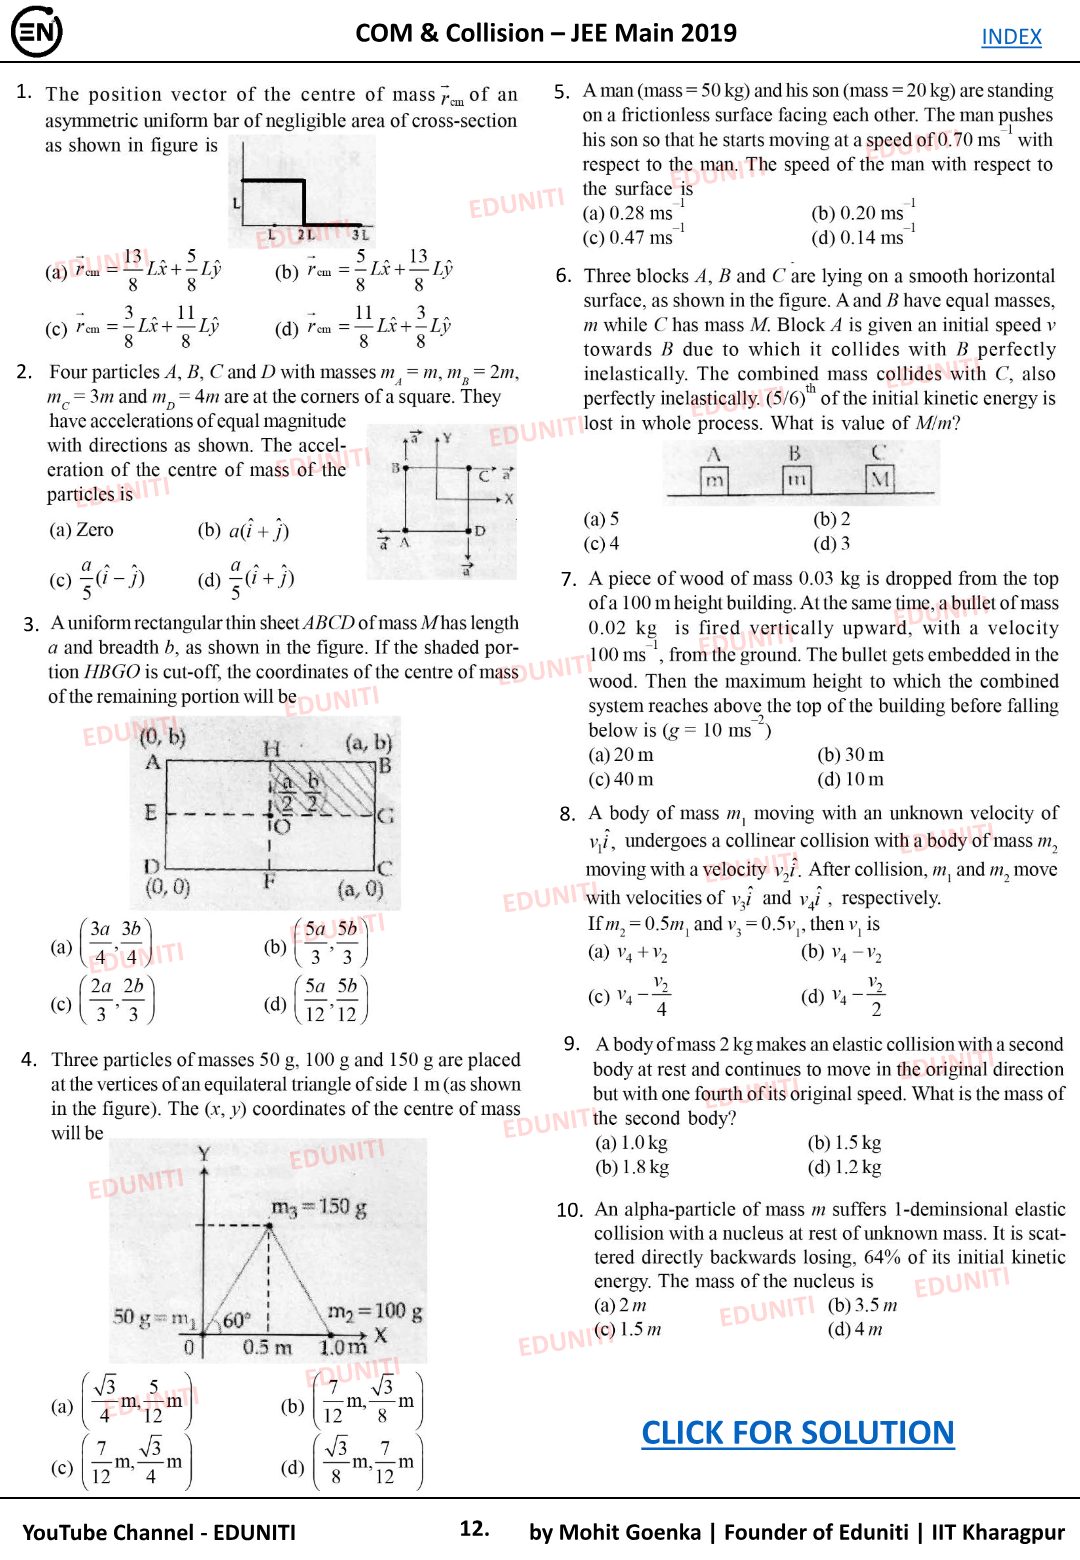 EN
COM & Collision – JEE Main 2019
INDEX
1. The position vector of the centre of mass r⃗cm of an
asymmetric uniform bar of negligible area of cross-section
as shown in figure is
L
L 2L 3L
(a) r⃗cm = 13/8 Lx̂ + 5/8 Lŷ (b) r⃗cm = 5/8 Lx̂ + 13/8 Lŷ
(c) r⃗cm = 3/8 Lx̂ + 11/8 Lŷ (d) r⃗cm = 11/8 Lx̂ + 3/8 Lŷ
2. Four particles A, B, C and D with masses mA = m, mB = 2m,
mC = 3m and mD = 4m are at the corners of a square. They
have accelerations of equal magnitude
with directions as shown. The accel-
eration of the centre of mass of the
particles is
a⃗ Y
B C a⃗
X
a⃗ A D
a⃗
(a) Zero (b) a(î + ĵ)
(c) a/5 (î − ĵ) (d) a/5 (î + ĵ)
3. A uniform rectangular thin sheet ABCD of mass M has length
a and breadth b, as shown in the figure. If the shaded por-
tion HBGO is cut-off, the coordinates of the centre of mass
of the remaining portion will be
(0, b) H (a, b)
A B
a/2 b/2
E O G
D C
(0, 0) F (a, 0)
(a) (3a/4, 3b/4) (b) (5a/3, 5b/3)
(c) (2a/3, 2b/3) (d) (5a/12, 5b/12)
4. Three particles of masses 50 g, 100 g and 150 g are placed
at the vertices of an equilateral triangle of side 1 m (as shown
in the figure). The (x, y) coordinates of the centre of mass
will be
Y
m3 = 150 g
50 g = m1 60° m2 = 100 g
X
0 0.5 m 1.0m
(a) (√3/4 m, 5/12 m) (b) (7/12 m, √3/8 m)
(c) (7/12 m, √3/4 m) (d) (√3/8 m, 7/12 m)
5. A man (mass = 50 kg) and his son (mass = 20 kg) are standing
on a frictionless surface facing each other. The man pushes
his son so that he starts moving at a speed of 0.70 ms⁻¹ with
respect to the man. The speed of the man with respect to
the surface is
(a) 0.28 ms⁻¹ (b) 0.20 ms⁻¹
(c) 0.47 ms⁻¹ (d) 0.14 ms⁻¹
6. Three blocks A, B and C are lying on a smooth horizontal
surface, as shown in the figure. A and B have equal masses,
m while C has mass M. Block A is given an initial speed v
towards B due to which it collides with B perfectly
inelastically. The combined mass collides with C, also
perfectly inelastically. (5/6)th of the initial kinetic energy is
lost in whole process. What is value of M/m?
A B C
m m M
(a) 5 (b) 2
(c) 4 (d) 3
7. A piece of wood of mass 0.03 kg is dropped from the top
of a 100 m height building. At the same time, a bullet of mass
0.02 kg is fired vertically upward, with a velocity
100 ms⁻¹, from the ground. The bullet gets embedded in the
wood. Then the maximum height to which the combined
system reaches above the top of the building before falling
below is (g = 10 ms⁻²)
(a) 20 m (b) 30 m
(c) 40 m (d) 10 m
8. A body of mass m1 moving with an unknown velocity of
v1î, undergoes a collinear collision with a body of mass m2
moving with a velocity v2î. After collision, m1 and m2 move
with velocities of v3î and v4î , respectively.
If m2 = 0.5m1 and v3 = 0.5v1, then v1 is
(a) v4 + v2 (b) v4 − v2
(c) v4 − v2/4 (d) v4 − v2/2
9. A body of mass 2 kg makes an elastic collision with a second
body at rest and continues to move in the original direction
but with one fourth of its original speed. What is the mass of
the second body?
(a) 1.0 kg (b) 1.5 kg
(b) 1.8 kg (d) 1.2 kg
10. An alpha-particle of mass m suffers 1-deminsional elastic
collision with a nucleus at rest of unknown mass. It is scat-
tered directly backwards losing, 64% of its initial kinetic
energy. The mass of the nucleus is
(a) 2 m (b) 3.5 m
(c) 1.5 m (d) 4 m
CLICK FOR SOLUTION
YouTube Channel - EDUNITI
12.
by Mohit Goenka | Founder of Eduniti | IIT Kharagpur